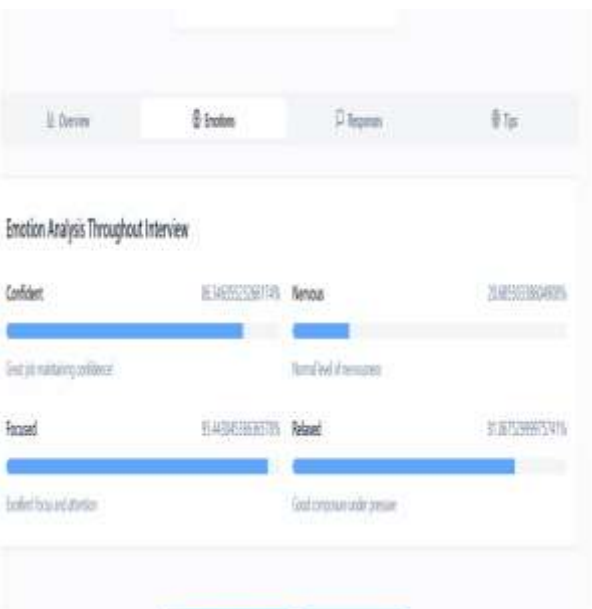 Overview Emotions Responses Tips
Emotion Analysis Throughout Interview
Confident Nervous
Great job maintaining confidence! Normal level of nervousness
Focused Relaxed
Excellent focus and attention Good composure under pressure